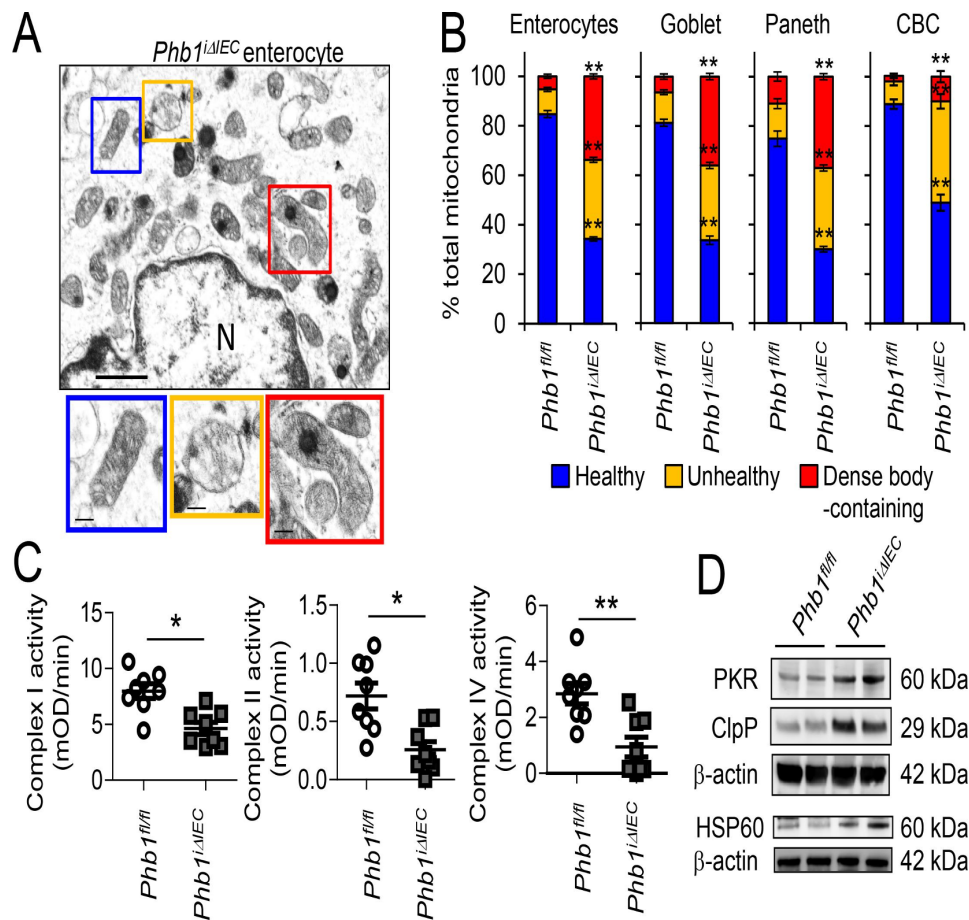 A
Phb1iΔIEC enterocyte
N
B
Enterocytes Goblet Paneth CBC
% total mitochondria
100
80
60
40
20
0
** ** ** **
** ** ** **
** ** ** **
Phb1fl/fl Phb1iΔIEC Phb1fl/fl Phb1iΔIEC Phb1fl/fl Phb1iΔIEC Phb1fl/fl Phb1iΔIEC
Healthy Unhealthy Dense body
-containing
C
Complex I activity
(mOD/min)
15
10
5
0
*
Phb1fl/fl Phb1iΔIEC
Complex II activity
(mOD/min)
1.5
1.0
0.5
0.0
*
Phb1fl/fl Phb1iΔIEC
Complex IV activity
(mOD/min)
6
4
2
0
**
Phb1fl/fl Phb1iΔIEC
D
Phb1fl/fl Phb1iΔIEC
PKR 60 kDa
ClpP 29 kDa
β-actin 42 kDa
HSP60 60 kDa
β-actin 42 kDa